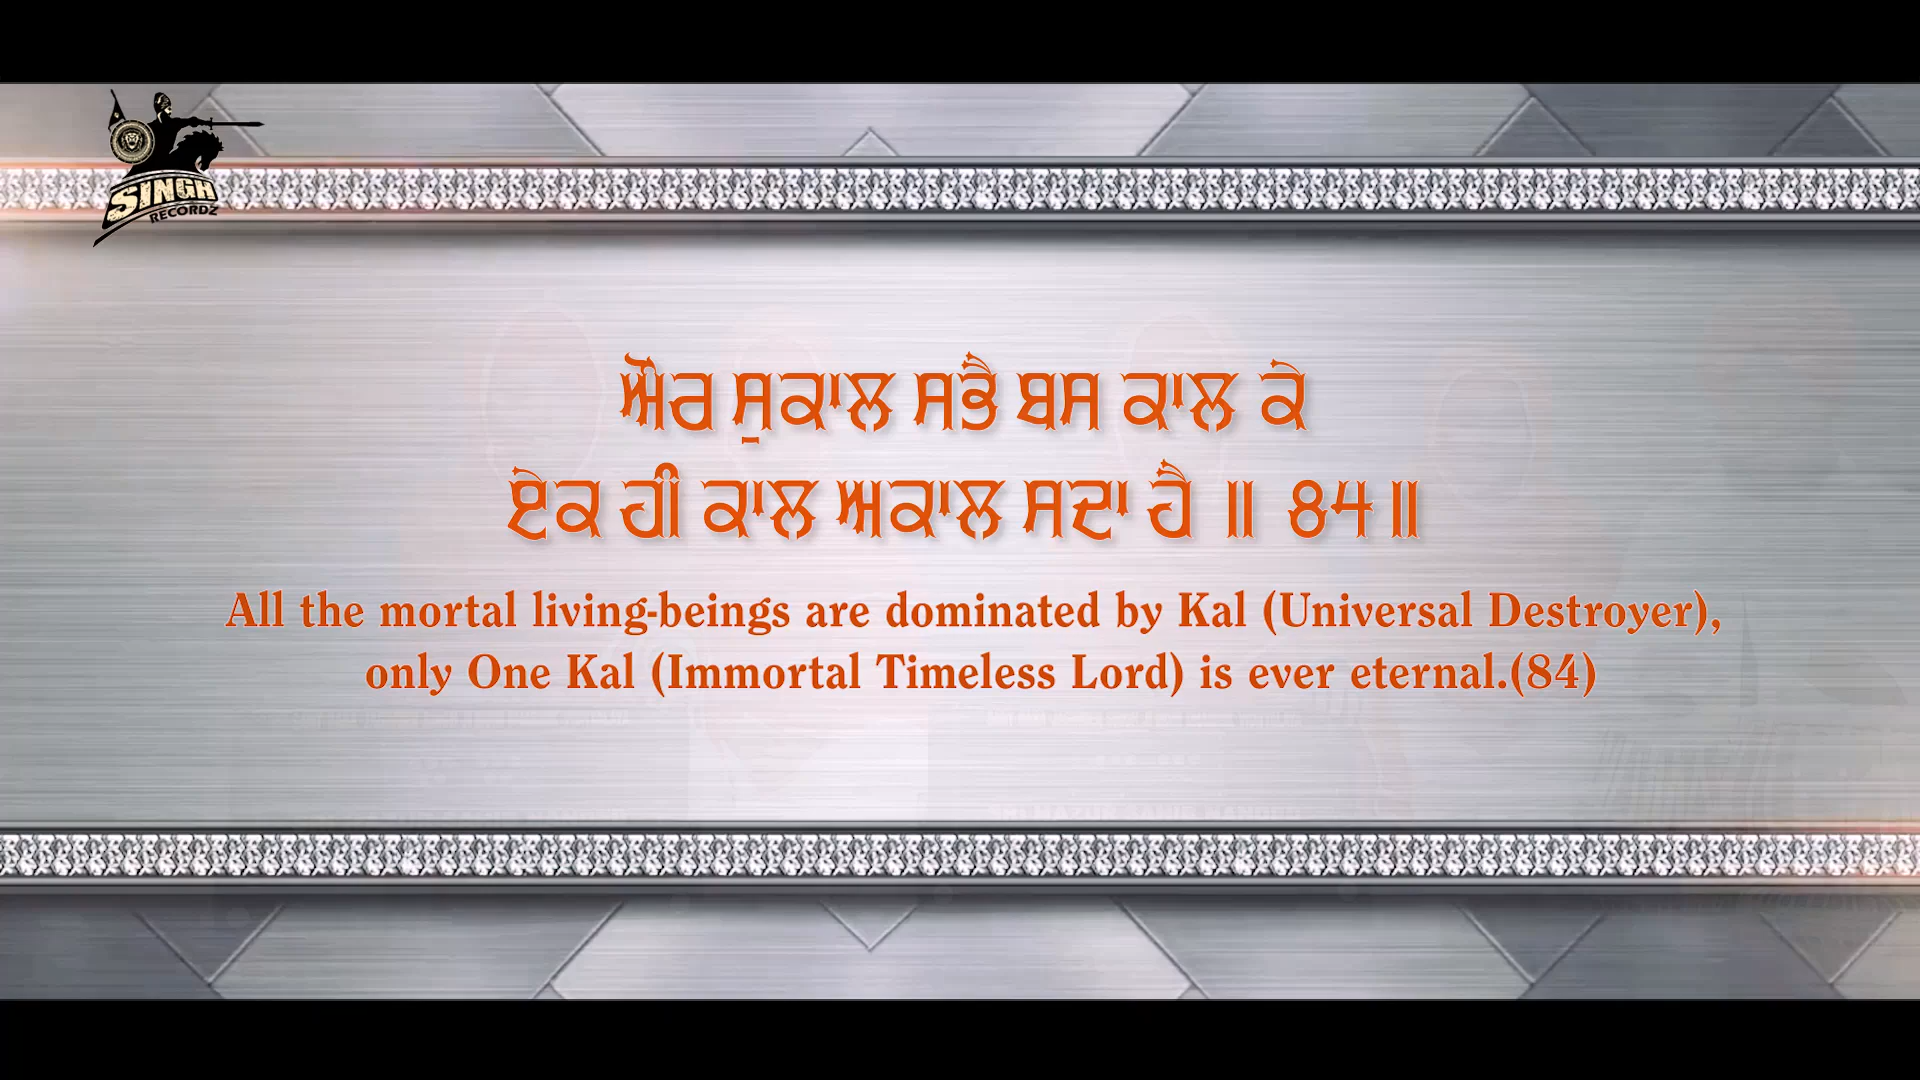 SINGH
RECORDZ
ਔਰ ਸੁਕਾਲ ਸਭੈ ਬਸ ਕਾਲ ਕੇ
ਏਕ ਹੀ ਕਾਲ ਅਕਾਲ ਸਦਾ ਹੈ ॥ 84॥
All the mortal living-beings are dominated by Kal (Universal Destroyer),
only One Kal (Immortal Timeless Lord) is ever eternal.(84)